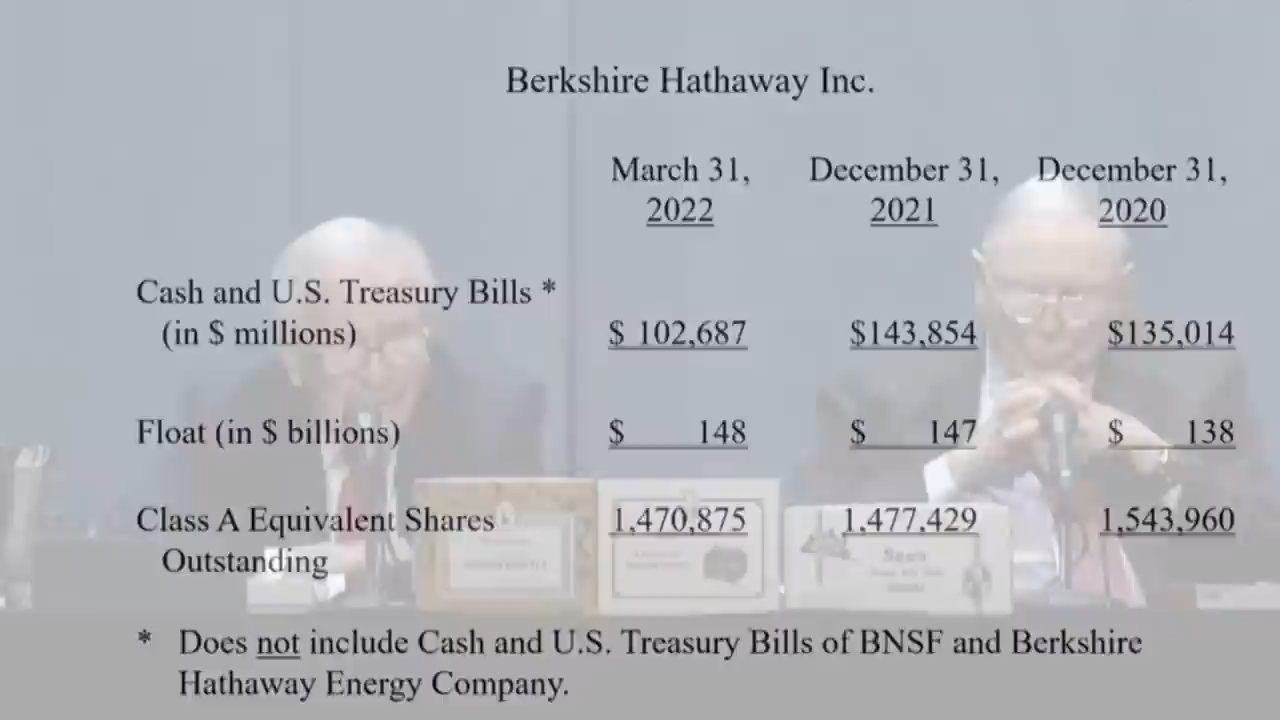 Berkshire Hathaway Inc.
March 31, December 31, December 31,
2022 2021 2020
Cash and U.S. Treasury Bills *
(in $ millions) $ 102,687 $143,854 $135,014
Float (in $ billions) $ 148 $ 147 $ 138
Class A Equivalent Shares 1,470,875 1,477,429 1,543,960
Outstanding
See's
* Does not include Cash and U.S. Treasury Bills of BNSF and Berkshire
Hathaway Energy Company.